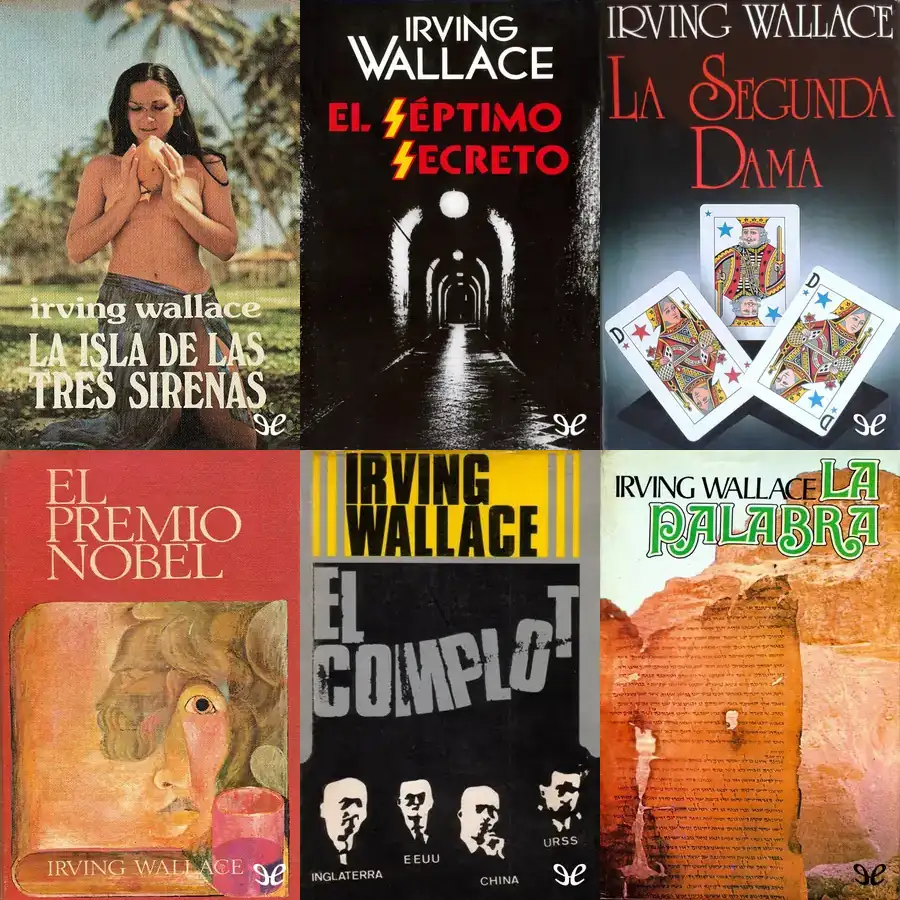 irving wallace
LA ISLA DE LAS
TRES SIRENAS
IRVING
WALLACE
EL SÉPTIMO
SECRETO
IRVING WALLACE
LA SEGUNDA
DAMA
D
D
D
EL
PREMIO
NOBEL
IRVING WALLACE
IRVING
WALLACE
EL
COMPLOT
INGLATERRA
EEUU
CHINA
URSS
IRVING WALLACE LA
PALABRA